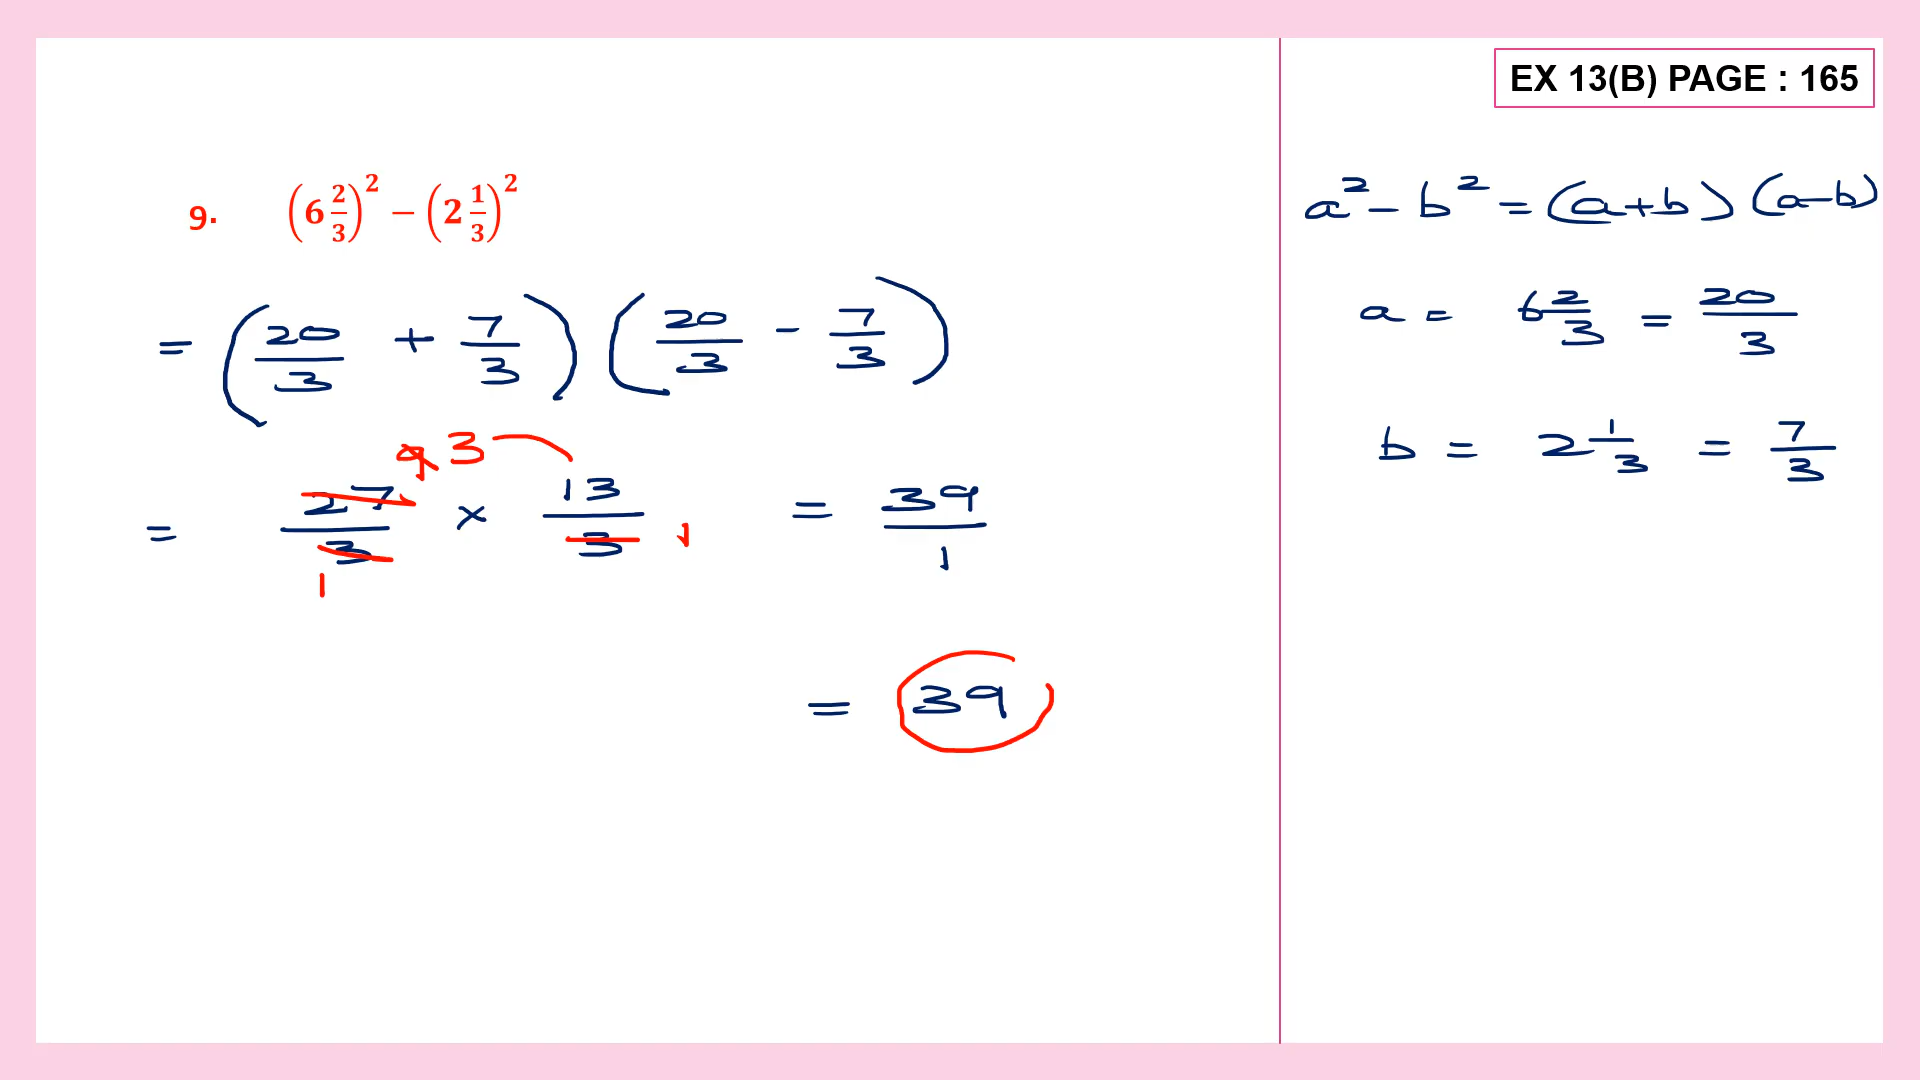 EX 13(B) PAGE : 165
9. (6 2/3)² − (2 1/3)²
= (20/3 + 7/3) (20/3 − 7/3)
9 3
= 27/3 × 13/3 = 39/1
1 1
= 39
a² − b² = (a+b) (a−b)
a = 6 2/3 = 20/3
b = 2 1/3 = 7/3